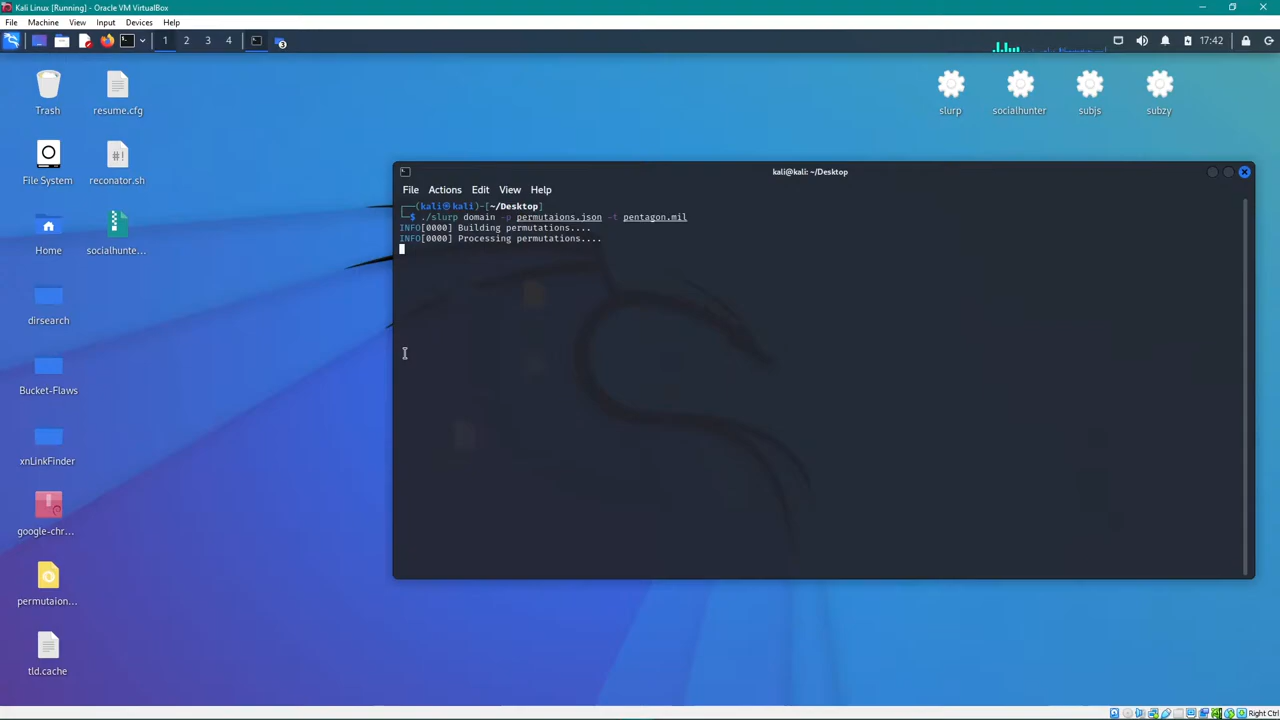 Kali Linux [Running] - Oracle VM VirtualBox
File Machine View Input Devices Help
1 2 3 4
3
17:42
Trash
resume.cfg
slurp
socialhunter
subjs
subzy
File System
reconator.sh
kali@kali: ~/Desktop
File Actions Edit View Help
┌──(kali㉿kali)-[~/Desktop]
└─$ ./slurp domain -p permutaions.json -t pentagon.mil
INFO[0000] Building permutations....
INFO[0000] Processing permutations....
Home
socialhunte...
dirsearch
Bucket-Flaws
xnLinkFinder
google-chr...
permutaion...
tld.cache
Right Ctrl